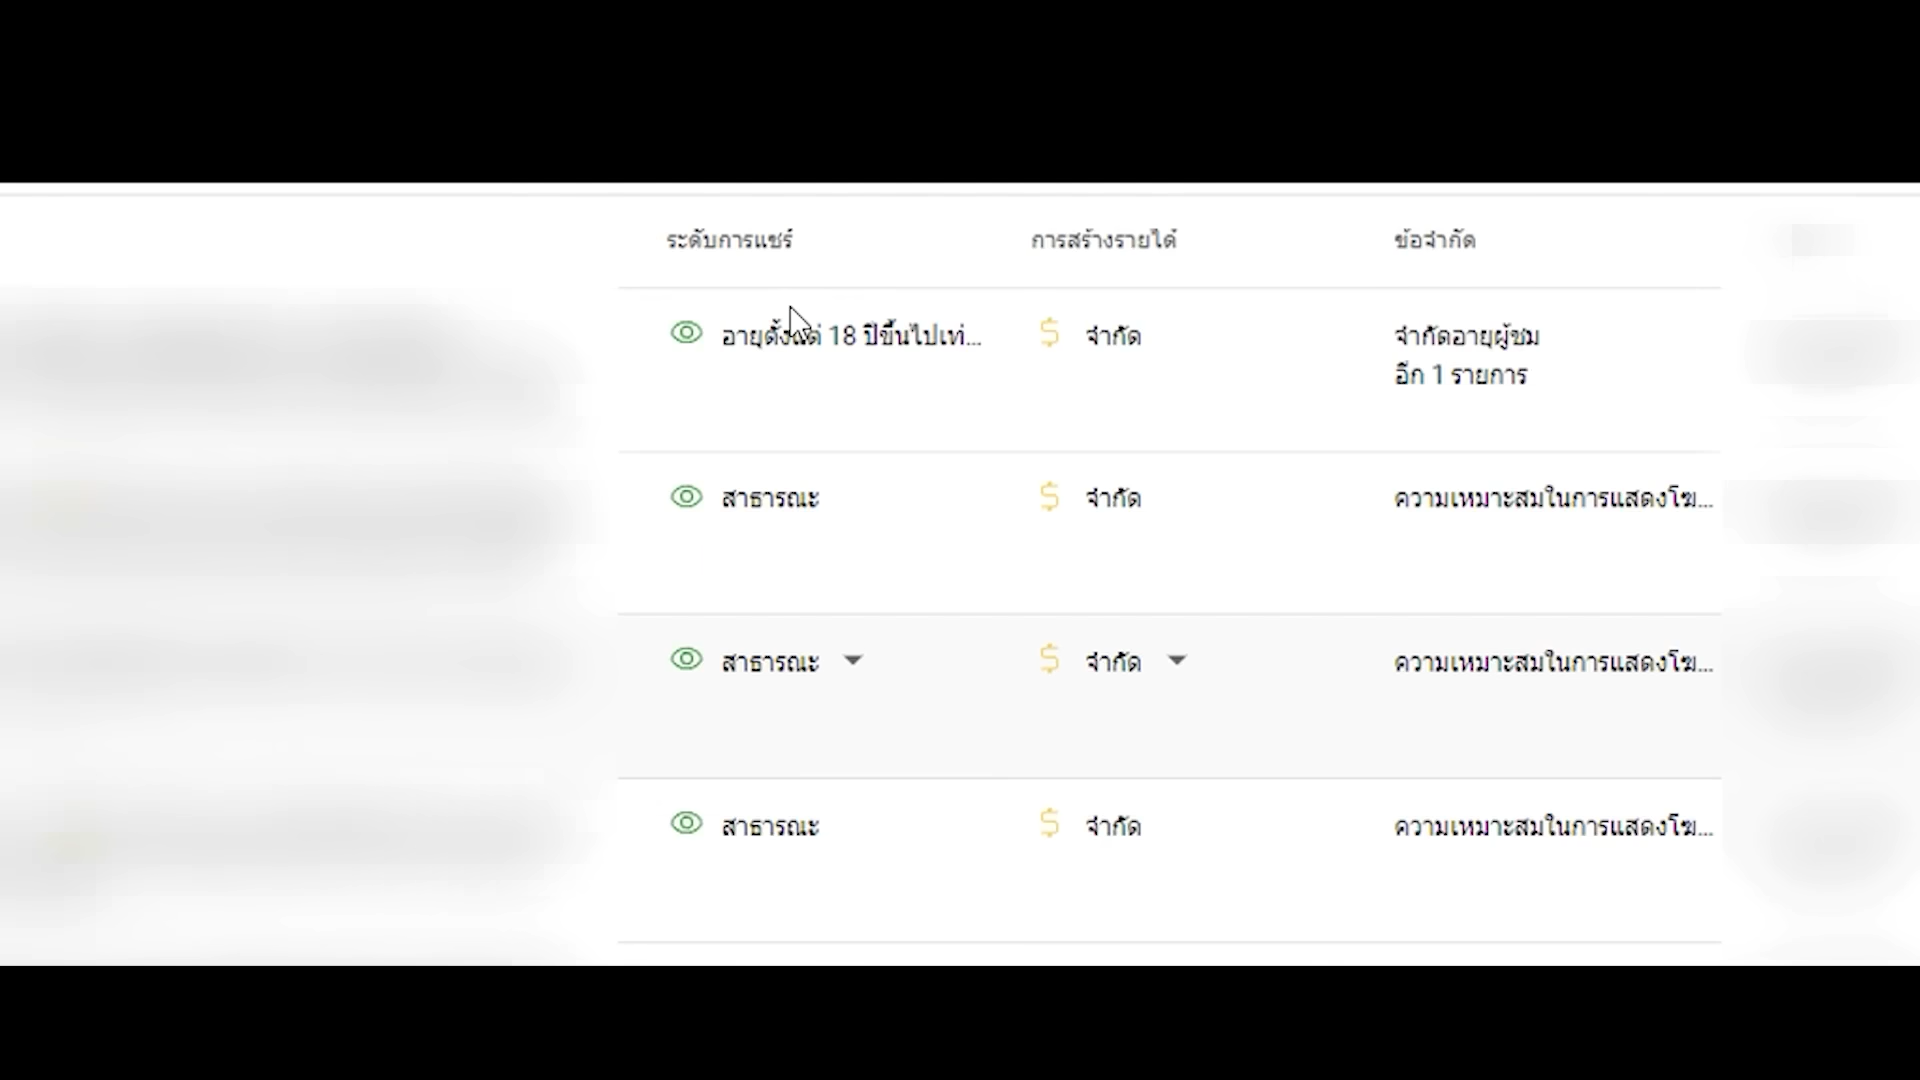 ระดับการแชร์ การสร้างรายได้ ข้อจำกัด
อายุตั้งแต่ 18 ปีขึ้นไปเท่... จำกัด จำกัดอายุผู้ชม
อีก 1 รายการ
สาธารณะ จำกัด ความเหมาะสมในการแสดงโฆ...
สาธารณะ จำกัด ความเหมาะสมในการแสดงโฆ...
สาธารณะ จำกัด ความเหมาะสมในการแสดงโฆ...